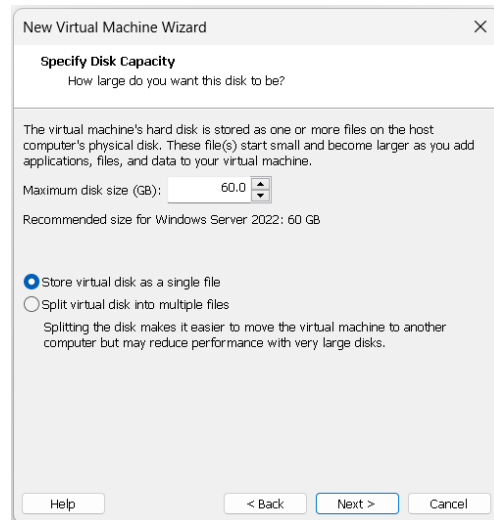 New Virtual Machine Wizard
Specify Disk Capacity
How large do you want this disk to be?
The virtual machine's hard disk is stored as one or more files on the host
computer's physical disk. These file(s) start small and become larger as you add
applications, files, and data to your virtual machine.
Maximum disk size (GB): 60.0
Recommended size for Windows Server 2022: 60 GB
Store virtual disk as a single file
Split virtual disk into multiple files
Splitting the disk makes it easier to move the virtual machine to another
computer but may reduce performance with very large disks.
Help < Back Next > Cancel